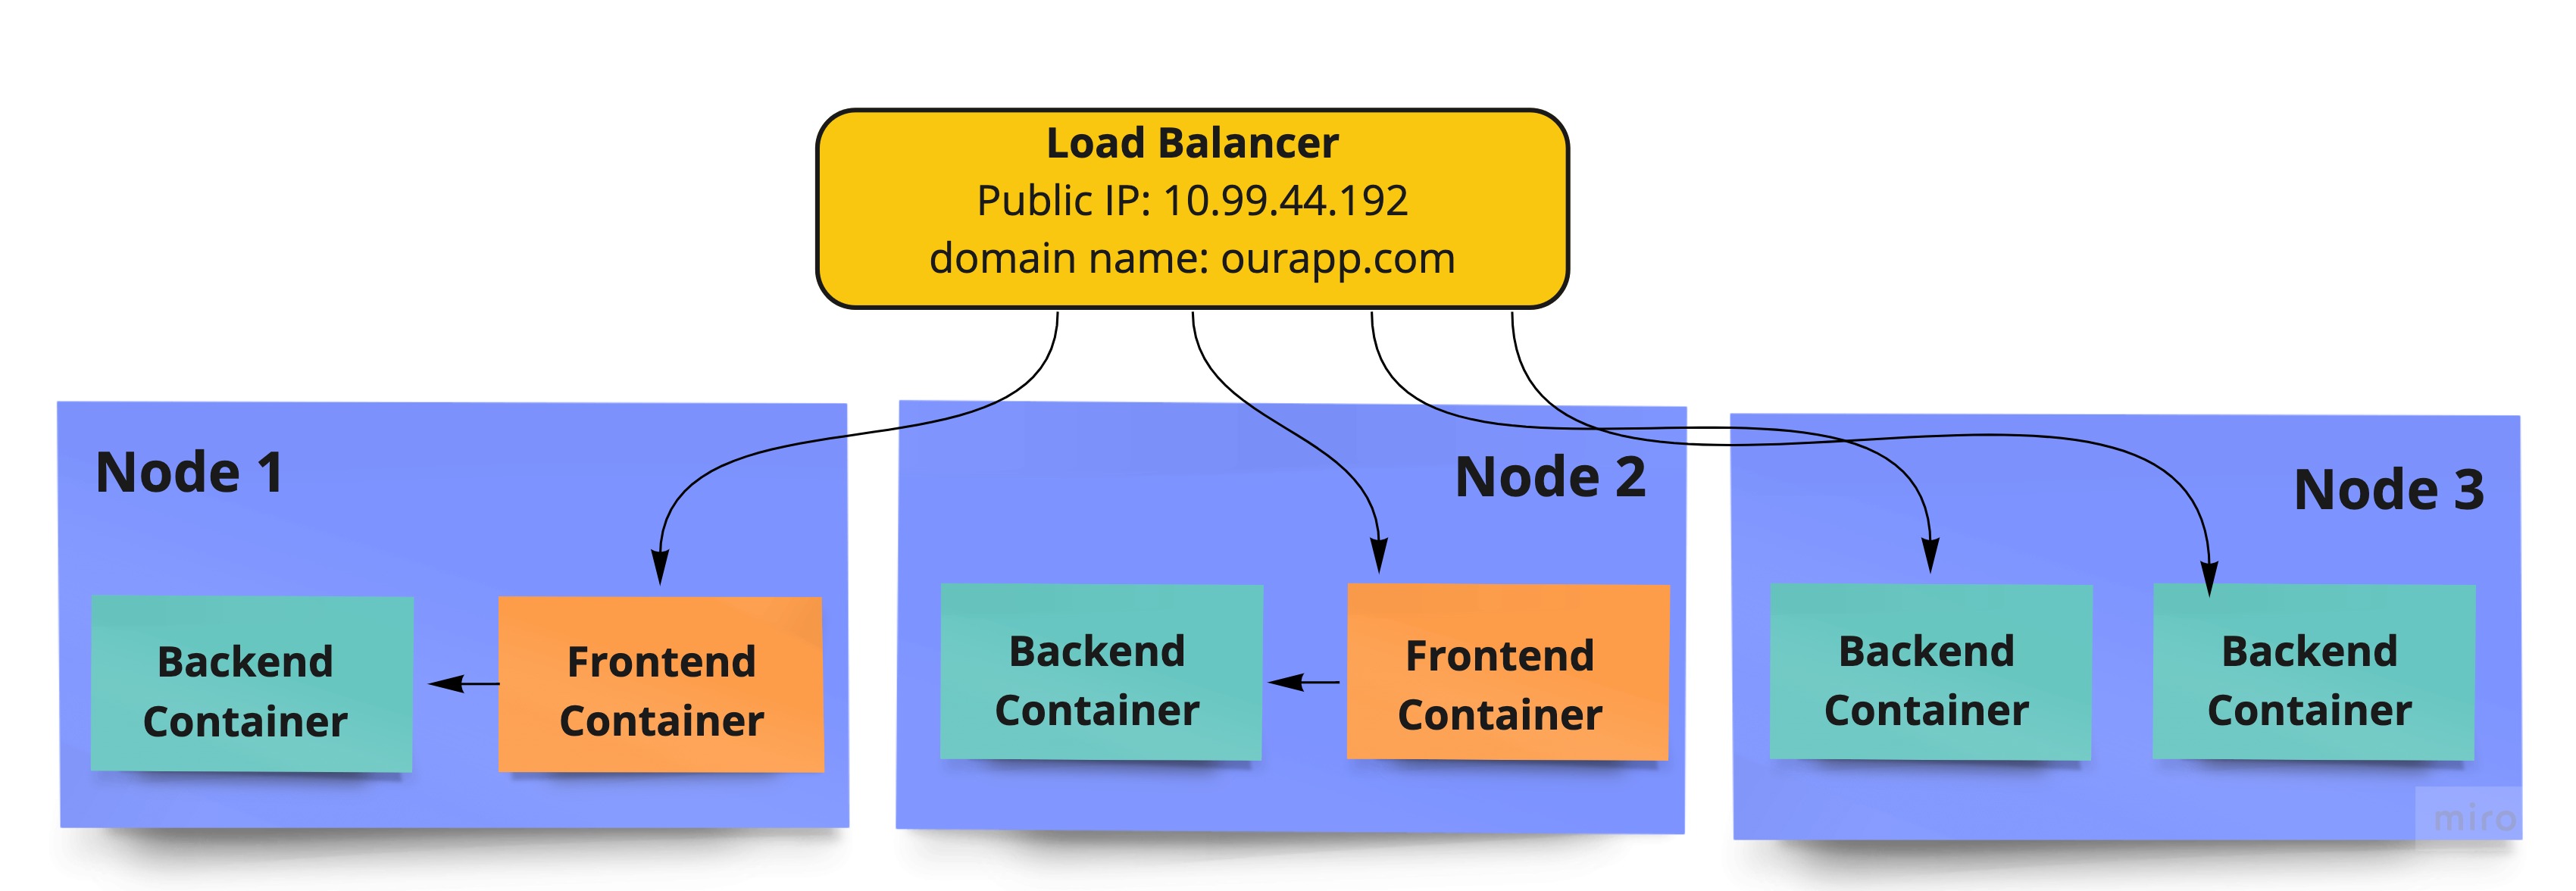 Load Balancer
Public IP: 10.99.44.192
domain name: ourapp.com
Node 1
Backend
Container
Frontend
Container
Node 2
Backend
Container
Frontend
Container
Node 3
Backend
Container
Backend
Container
miro